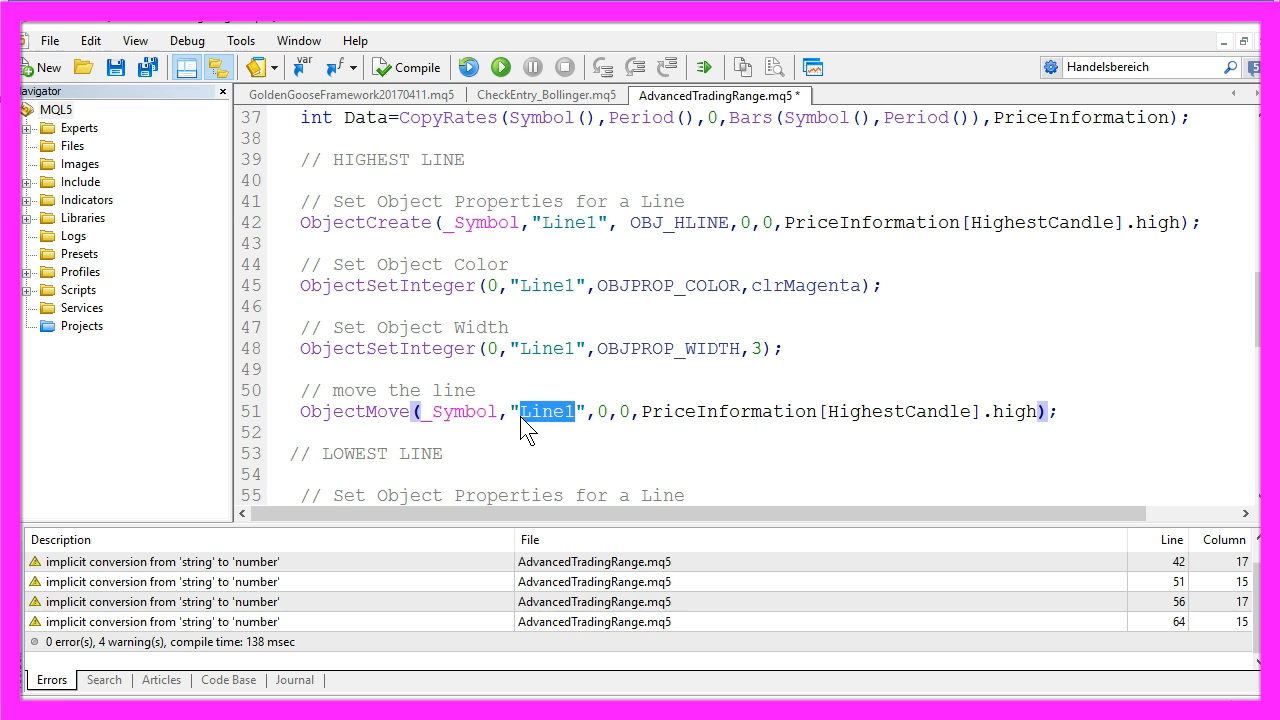 File Edit View Debug Tools Window Help
New Compile Handelsbereich 5
avigator × GoldenGooseFramework20170411.mq5 CheckEntry_Bollinger.mq5 AdvancedTradingRange.mq5 *
MQL5
Experts
Files
Images
Include
Indicators
Libraries
Logs
Presets
Profiles
Scripts
Services
Projects
37 int Data=CopyRates(Symbol(),Period(),0,Bars(Symbol(),Period()),PriceInformation);
38
39 // HIGHEST LINE
40
41 // Set Object Properties for a Line
42 ObjectCreate(_Symbol,"Line1", OBJ_HLINE,0,0,PriceInformation[HighestCandle].high);
43
44 // Set Object Color
45 ObjectSetInteger(0,"Line1",OBJPROP_COLOR,clrMagenta);
46
47 // Set Object Width
48 ObjectSetInteger(0,"Line1",OBJPROP_WIDTH,3);
49
50 // move the line
51 ObjectMove(_Symbol,"Line1",0,0,PriceInformation[HighestCandle].high);
52
53 // LOWEST LINE
54
55 // Set Object Properties for a Line
Description File Line Column
implicit conversion from 'string' to 'number' AdvancedTradingRange.mq5 42 17
implicit conversion from 'string' to 'number' AdvancedTradingRange.mq5 51 15
implicit conversion from 'string' to 'number' AdvancedTradingRange.mq5 56 17
implicit conversion from 'string' to 'number' AdvancedTradingRange.mq5 64 15
0 error(s), 4 warning(s), compile time: 138 msec
Errors Search Articles Code Base Journal